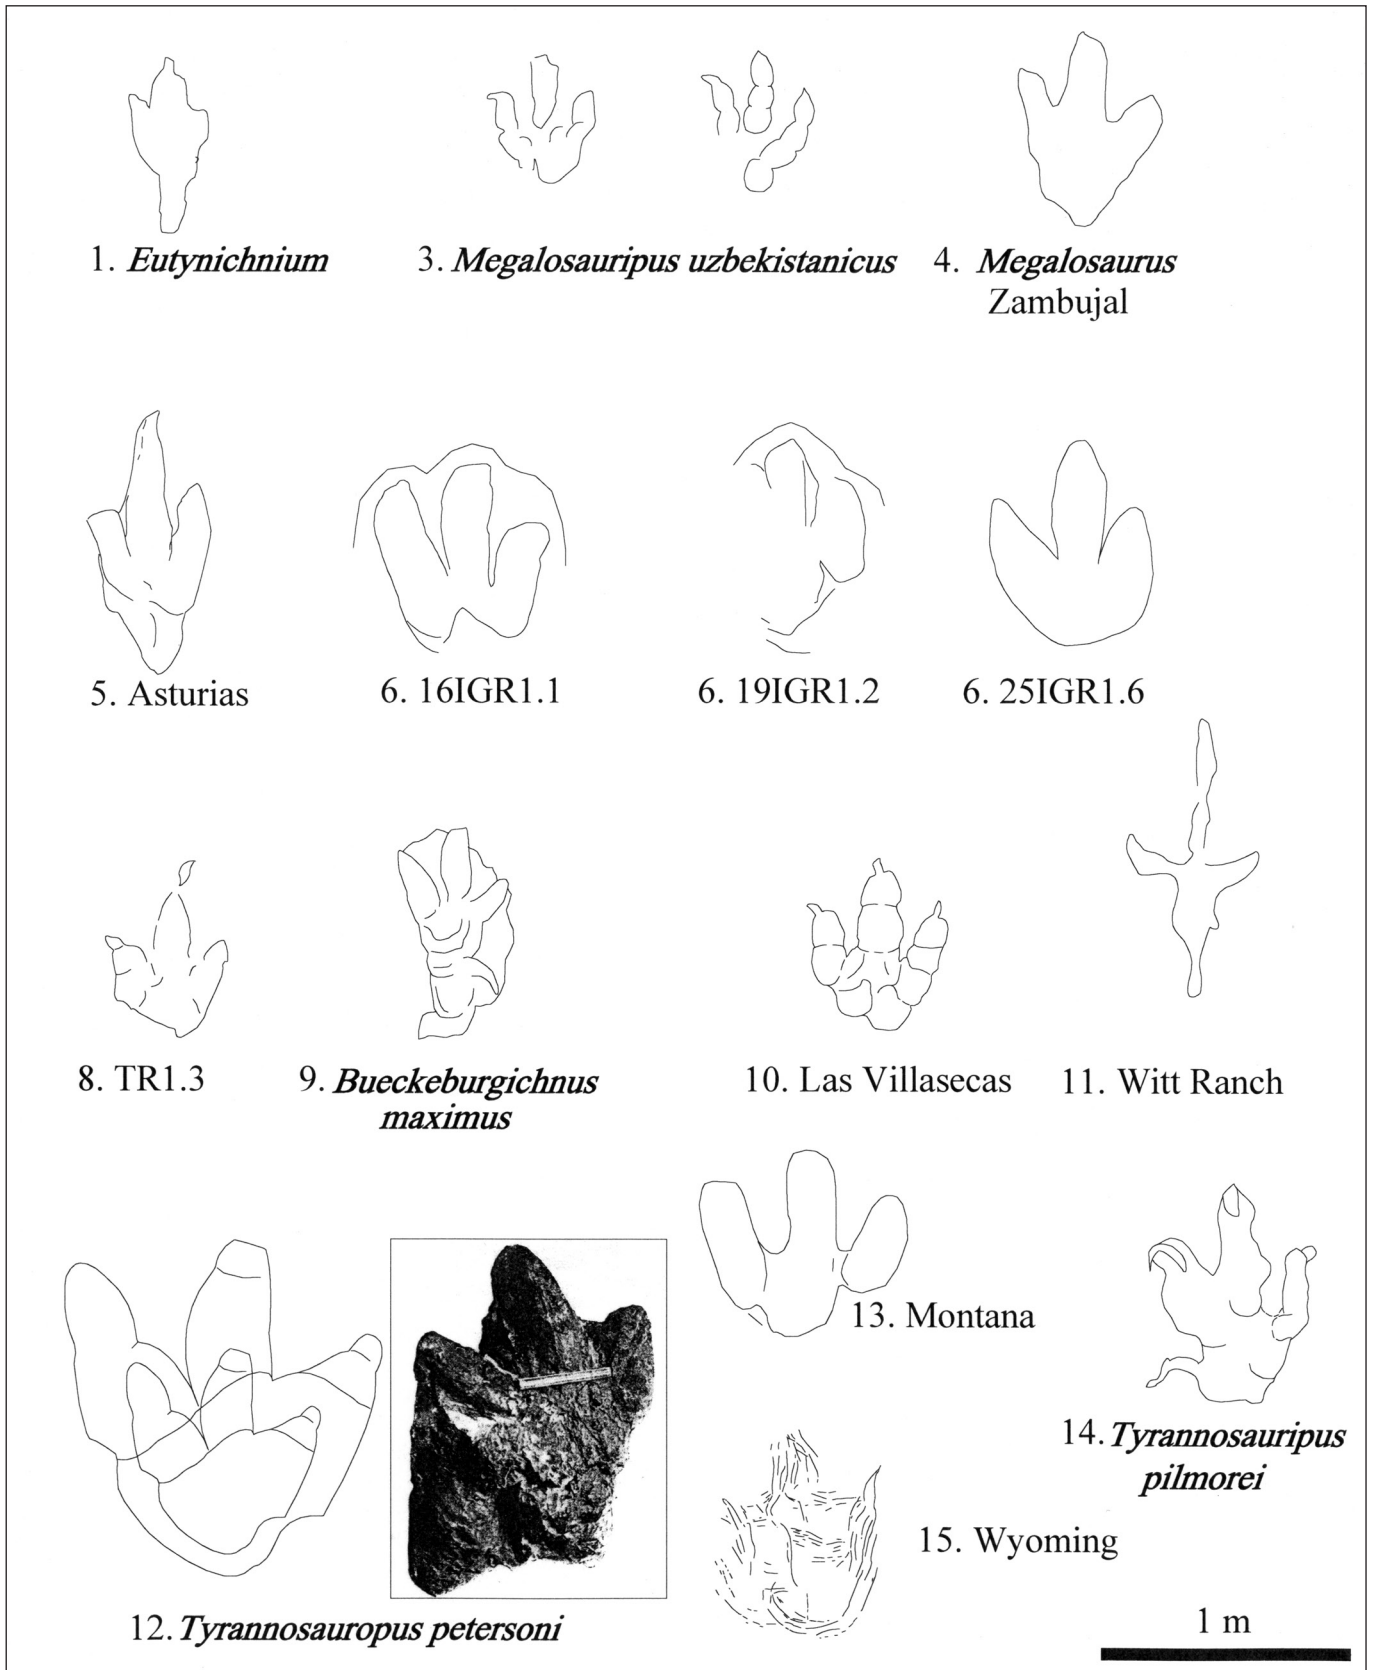 1. Eutynichnium
3. Megalosauripus uzbekistanicus
4. Megalosaurus
Zambujal
5. Asturias
6. 16IGR1.1
6. 19IGR1.2
6. 25IGR1.6
8. TR1.3
9. Bueckeburgichnus
maximus
10. Las Villasecas
11. Witt Ranch
13. Montana
14. Tyrannosauripus
pilmorei
15. Wyoming
12. Tyrannosauropus petersoni
1 m